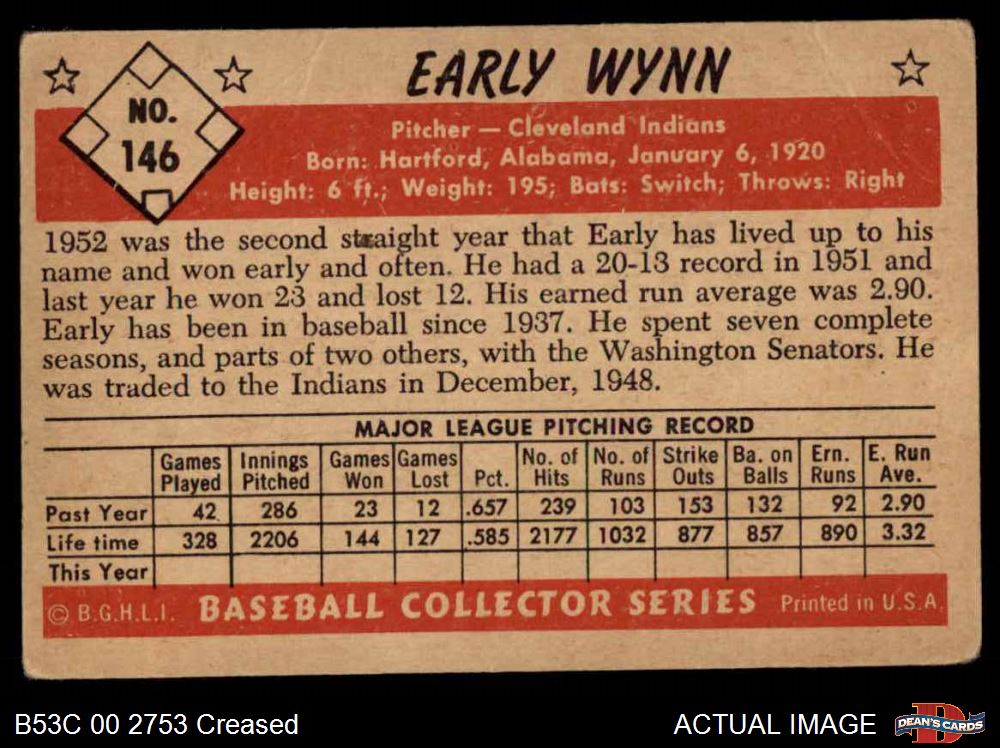 NO.
146
EARLY WYNN
Pitcher — Cleveland Indians
Born: Hartford, Alabama, January 6, 1920
Height: 6 ft.; Weight: 195; Bats: Switch; Throws: Right
1952 was the second straight year that Early has lived up to his
name and won early and often. He had a 20-13 record in 1951 and
last year he won 23 and lost 12. His earned run average was 2.90.
Early has been in baseball since 1937. He spent seven complete
seasons, and parts of two others, with the Washington Senators. He
was traded to the Indians in December, 1948.
MAJOR LEAGUE PITCHING RECORD
Games Innings Games Games No. of No. of Strike Ba. on Ern. E. Run
Played Pitched Won Lost Pct. Hits Runs Outs Balls Runs Ave.
Past Year 42 286 23 12 .657 239 103 153 132 92 2.90
Life time 328 2206 144 127 .585 2177 1032 877 857 890 3.32
This Year
© B.G.H.L.I. BASEBALL COLLECTOR SERIES Printed in U.S.A.
B53C 00 2753 Creased ACTUAL IMAGE DEAN'S CARDS